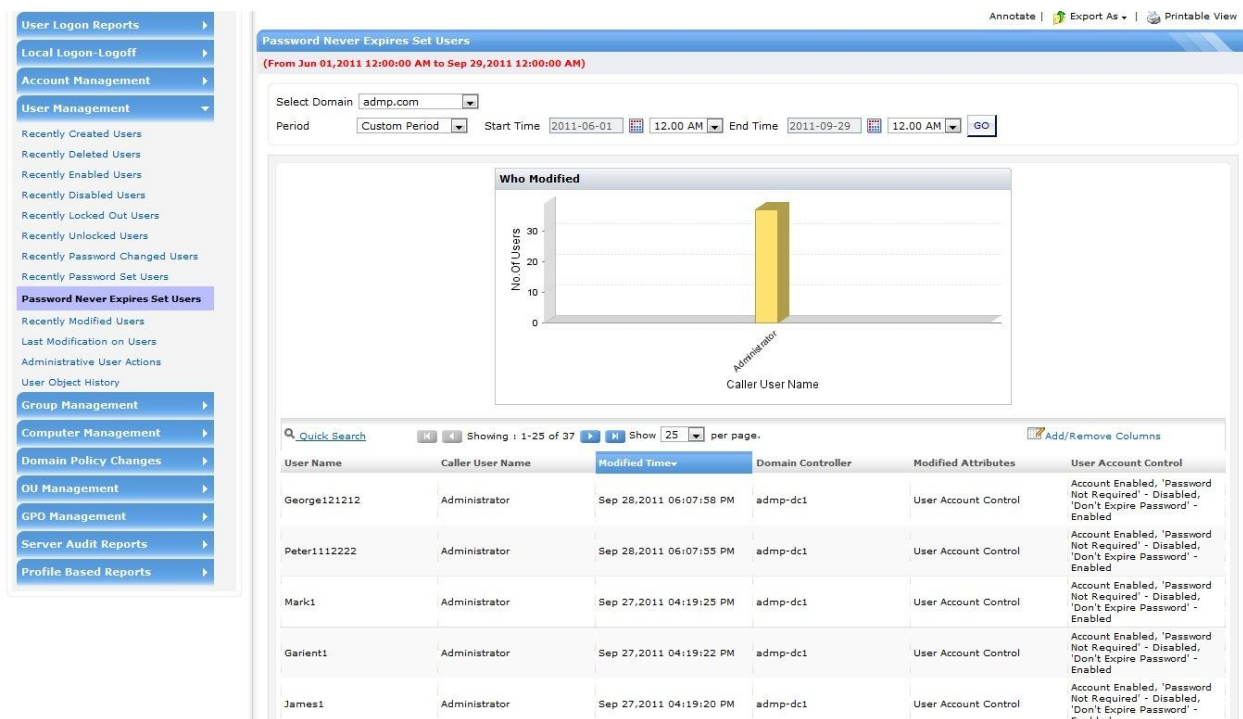 Annotate | Export As | Printable View
User Logon Reports
Local Logon-Logoff
Account Management
User Management
Recently Created Users
Recently Deleted Users
Recently Enabled Users
Recently Disabled Users
Recently Locked Out Users
Recently Unlocked Users
Recently Password Changed Users
Recently Password Set Users
Password Never Expires Set Users
Recently Modified Users
Last Modification on Users
Administrative User Actions
User Object History
Group Management
Computer Management
Domain Policy Changes
OU Management
GPO Management
Server Audit Reports
Profile Based Reports
Password Never Expires Set Users
(From Jun 01,2011 12:00:00 AM to Sep 29,2011 12:00:00 AM)
Select Domain admp.com
Period Custom Period Start Time 2011-06-01 12.00 AM End Time 2011-09-29 12.00 AM GO
Who Modified
No.Of Users
30
20
10
0
Administrator
Caller User Name
Quick Search Showing : 1-25 of 37 Show 25 per page. Add/Remove Columns
User Name Caller User Name Modified Time Domain Controller Modified Attributes User Account Control
George121212 Administrator Sep 28,2011 06:07:58 PM admp-dc1 User Account Control
Account Enabled, 'Password
Not Required' - Disabled,
'Don't Expire Password' -
Enabled
Peter1112222 Administrator Sep 28,2011 06:07:55 PM admp-dc1 User Account Control
Account Enabled, 'Password
Not Required' - Disabled,
'Don't Expire Password' -
Enabled
Mark1 Administrator Sep 27,2011 04:19:25 PM admp-dc1 User Account Control
Account Enabled, 'Password
Not Required' - Disabled,
'Don't Expire Password' -
Enabled
Garient1 Administrator Sep 27,2011 04:19:22 PM admp-dc1 User Account Control
Account Enabled, 'Password
Not Required' - Disabled,
'Don't Expire Password' -
Enabled
James1 Administrator Sep 27,2011 04:19:20 PM admp-dc1 User Account Control
Account Enabled, 'Password
Not Required' - Disabled,
'Don't Expire Password' -